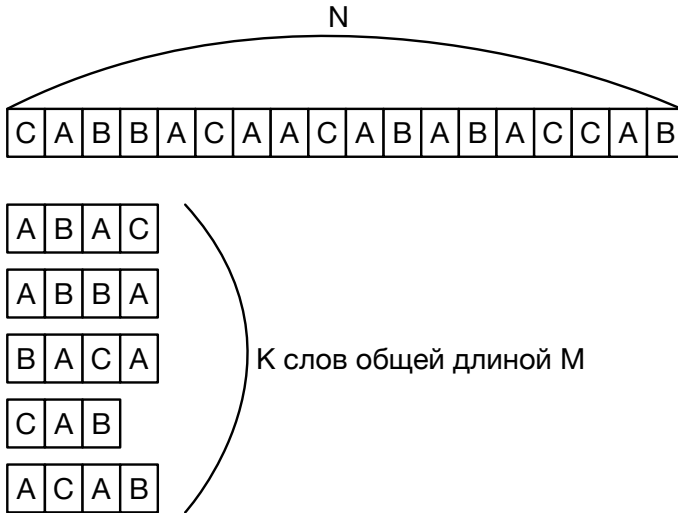 N
C A B B A C A A C A B A B A C C A B
A B A C
A B B A
B A C A
К слов общей длиной M
C A B
A C A B